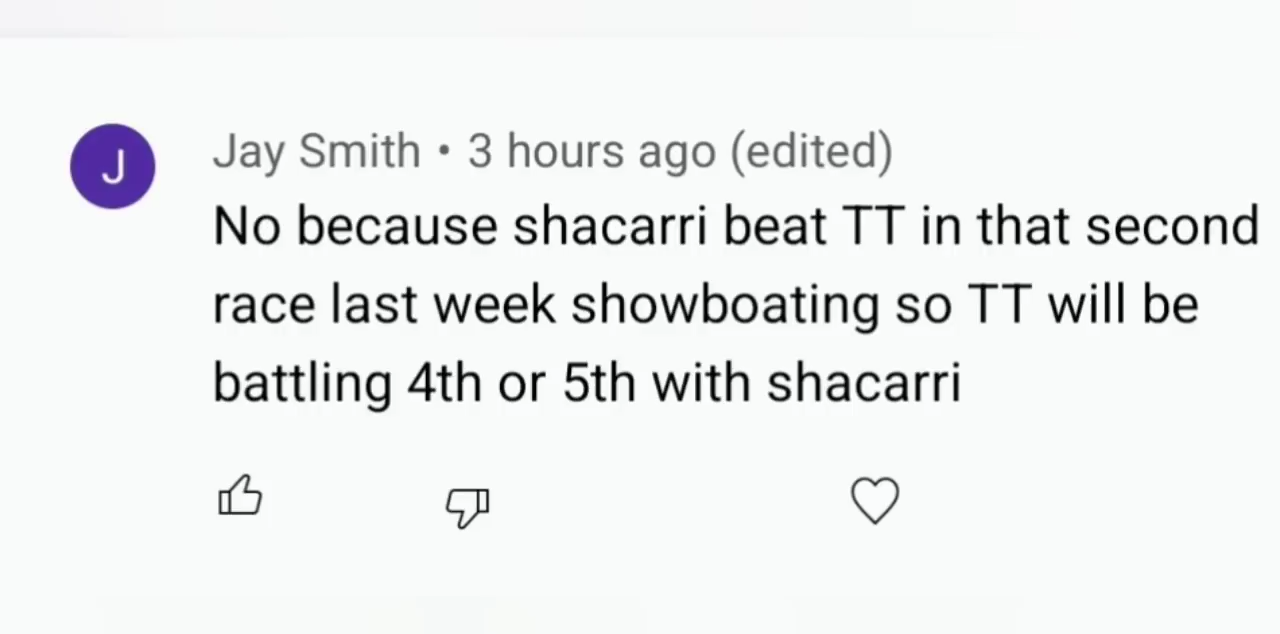 J
Jay Smith • 3 hours ago (edited)
No because shacarri beat TT in that second
race last week showboating so TT will be
battling 4th or 5th with shacarri